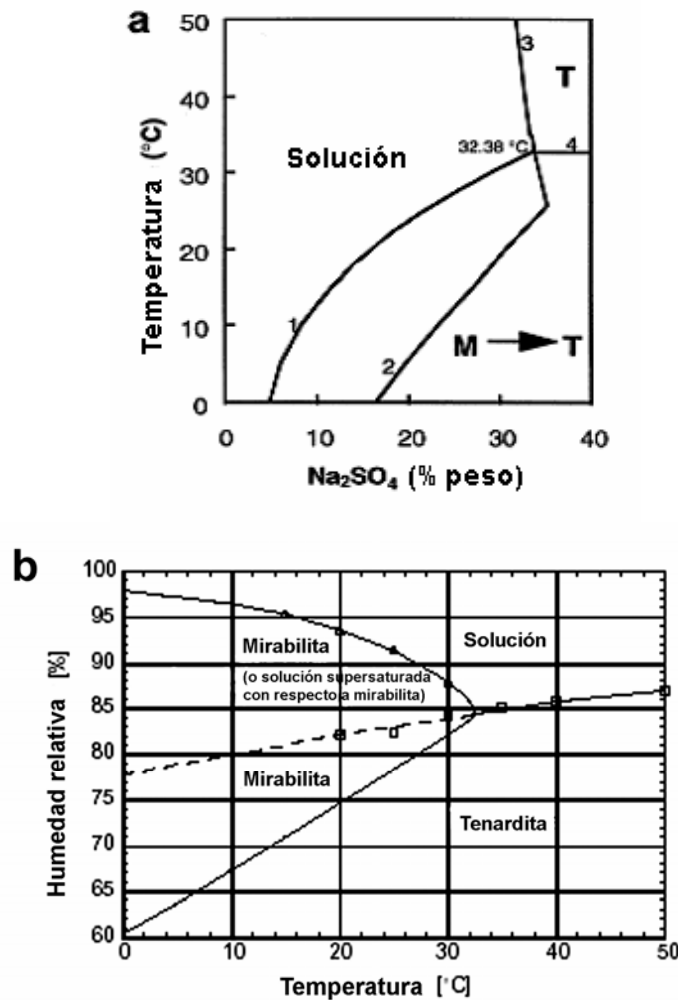 a
50
40
30
20
10
0
Temperatura (°C)
3
T
32.38 °C
4
Solución
1
2
M T
0 10 20 30 40
Na₂SO₄ (% peso)
b
100
95
90
85
80
75
70
65
60
Humedad relativa [%]
Mirabilita
Solución
(o solución supersaturada
con respecto a mirabilita)
Mirabilita
Tenardita
0 10 20 30 40 50
Temperatura [°C]